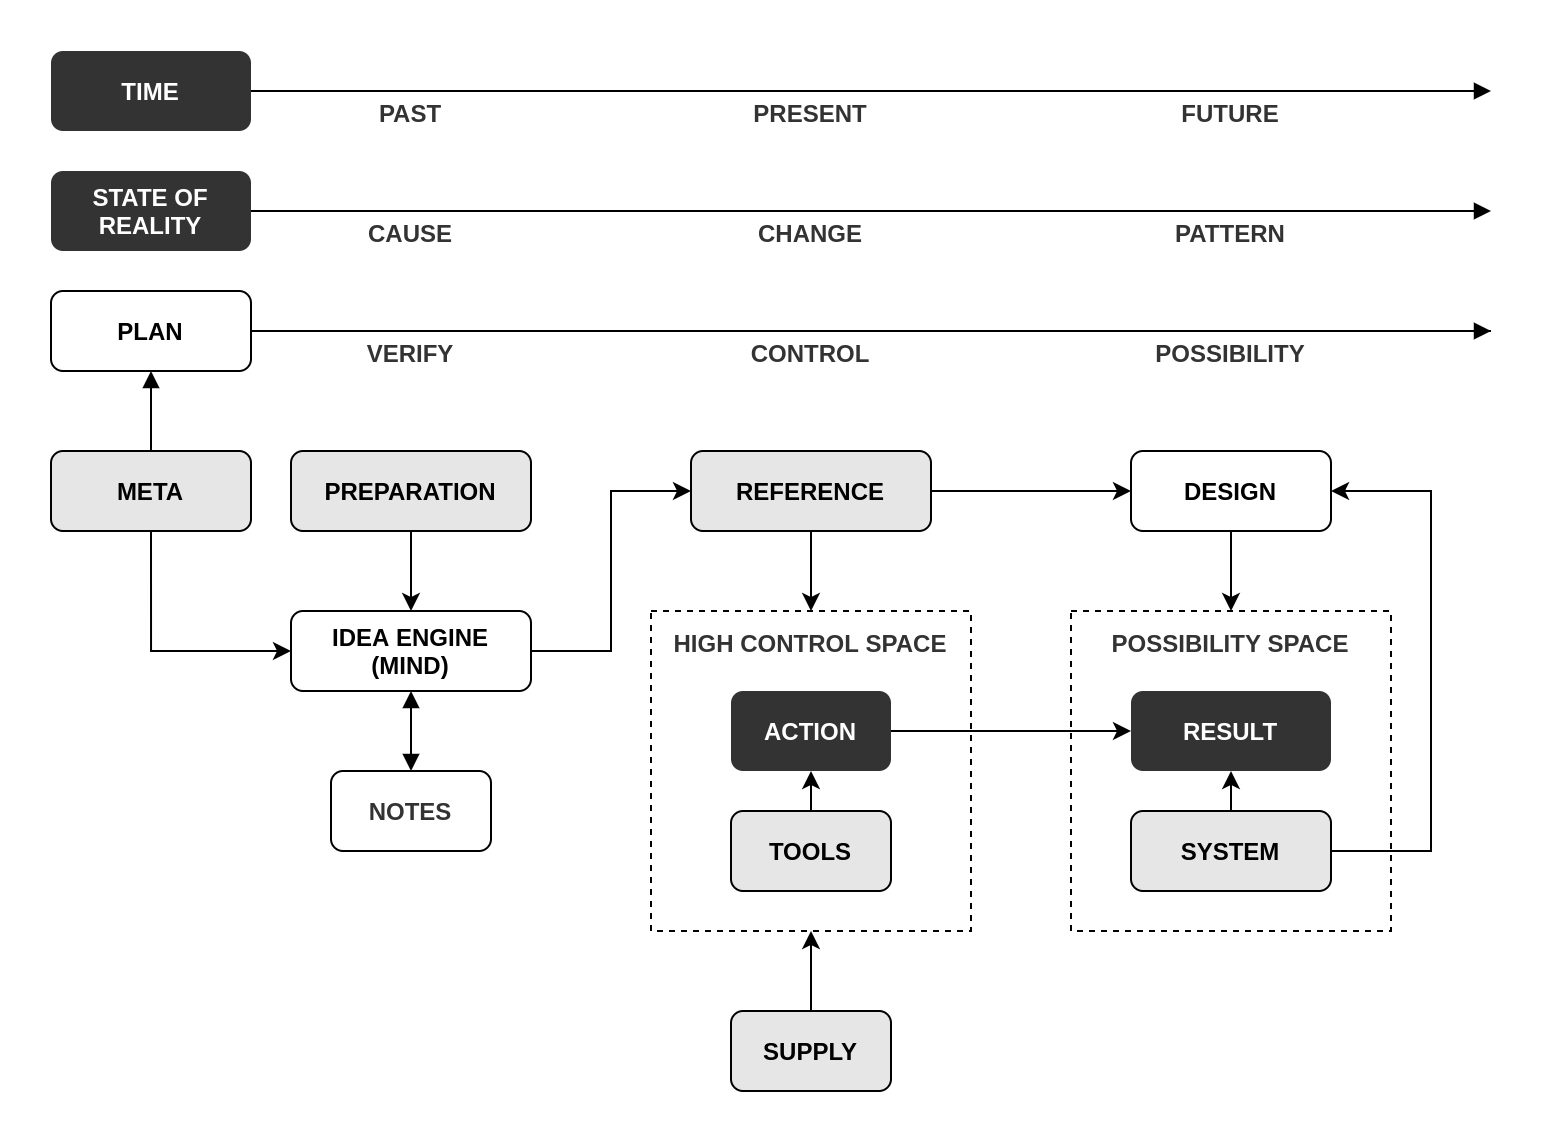 TIME
PAST
PRESENT
FUTURE
STATE OF
REALITY
CAUSE
CHANGE
PATTERN
PLAN
VERIFY
CONTROL
POSSIBILITY
META
PREPARATION
REFERENCE
DESIGN
IDEA ENGINE
(MIND)
HIGH CONTROL SPACE
POSSIBILITY SPACE
ACTION
RESULT
NOTES
TOOLS
SYSTEM
SUPPLY